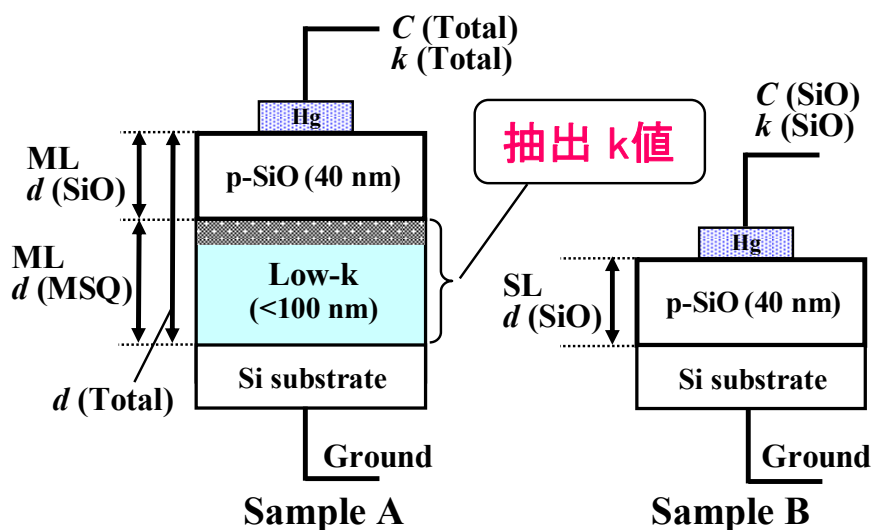 C (Total)
k (Total)
Hg
ML
d (SiO)
p-SiO (40 nm)
抽出 k値
ML
d (MSQ)
Low-k
(<100 nm)
d (Total)
Si substrate
Ground
Sample A
C (SiO)
k (SiO)
Hg
SL
d (SiO)
p-SiO (40 nm)
Si substrate
Ground
Sample B